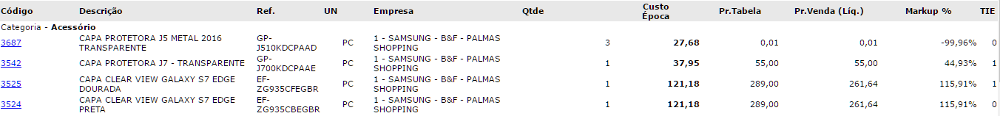 Código Descrição Ref. UN Empresa Qtde Custo Época Pr.Tabela Pr.Venda (Líq.) Markup % TIE
Categoria - Acessório
3687 CAPA PROTETORA J5 METAL 2016 TRANSPARENTE GP-J510KDCPAAD PC 1 - SAMSUNG - B&F - PALMAS SHOPPING 3 27,68 0,01 0,01 -99,96% 0
3542 CAPA PROTETORA J7 - TRANSPARENTE GP-J700KDCPAAE PC 1 - SAMSUNG - B&F - PALMAS SHOPPING 1 37,95 55,00 55,00 44,93% 1
3525 CAPA CLEAR VIEW GALAXY S7 EDGE DOURADA EF-ZG935CFEGBR PC 1 - SAMSUNG - B&F - PALMAS SHOPPING 1 121,18 289,00 261,64 115,91% 1
3524 CAPA CLEAR VIEW GALAXY S7 EDGE PRETA EF-ZG935CBEGBR PC 1 - SAMSUNG - B&F - PALMAS SHOPPING 1 121,18 289,00 261,64 115,91% 0